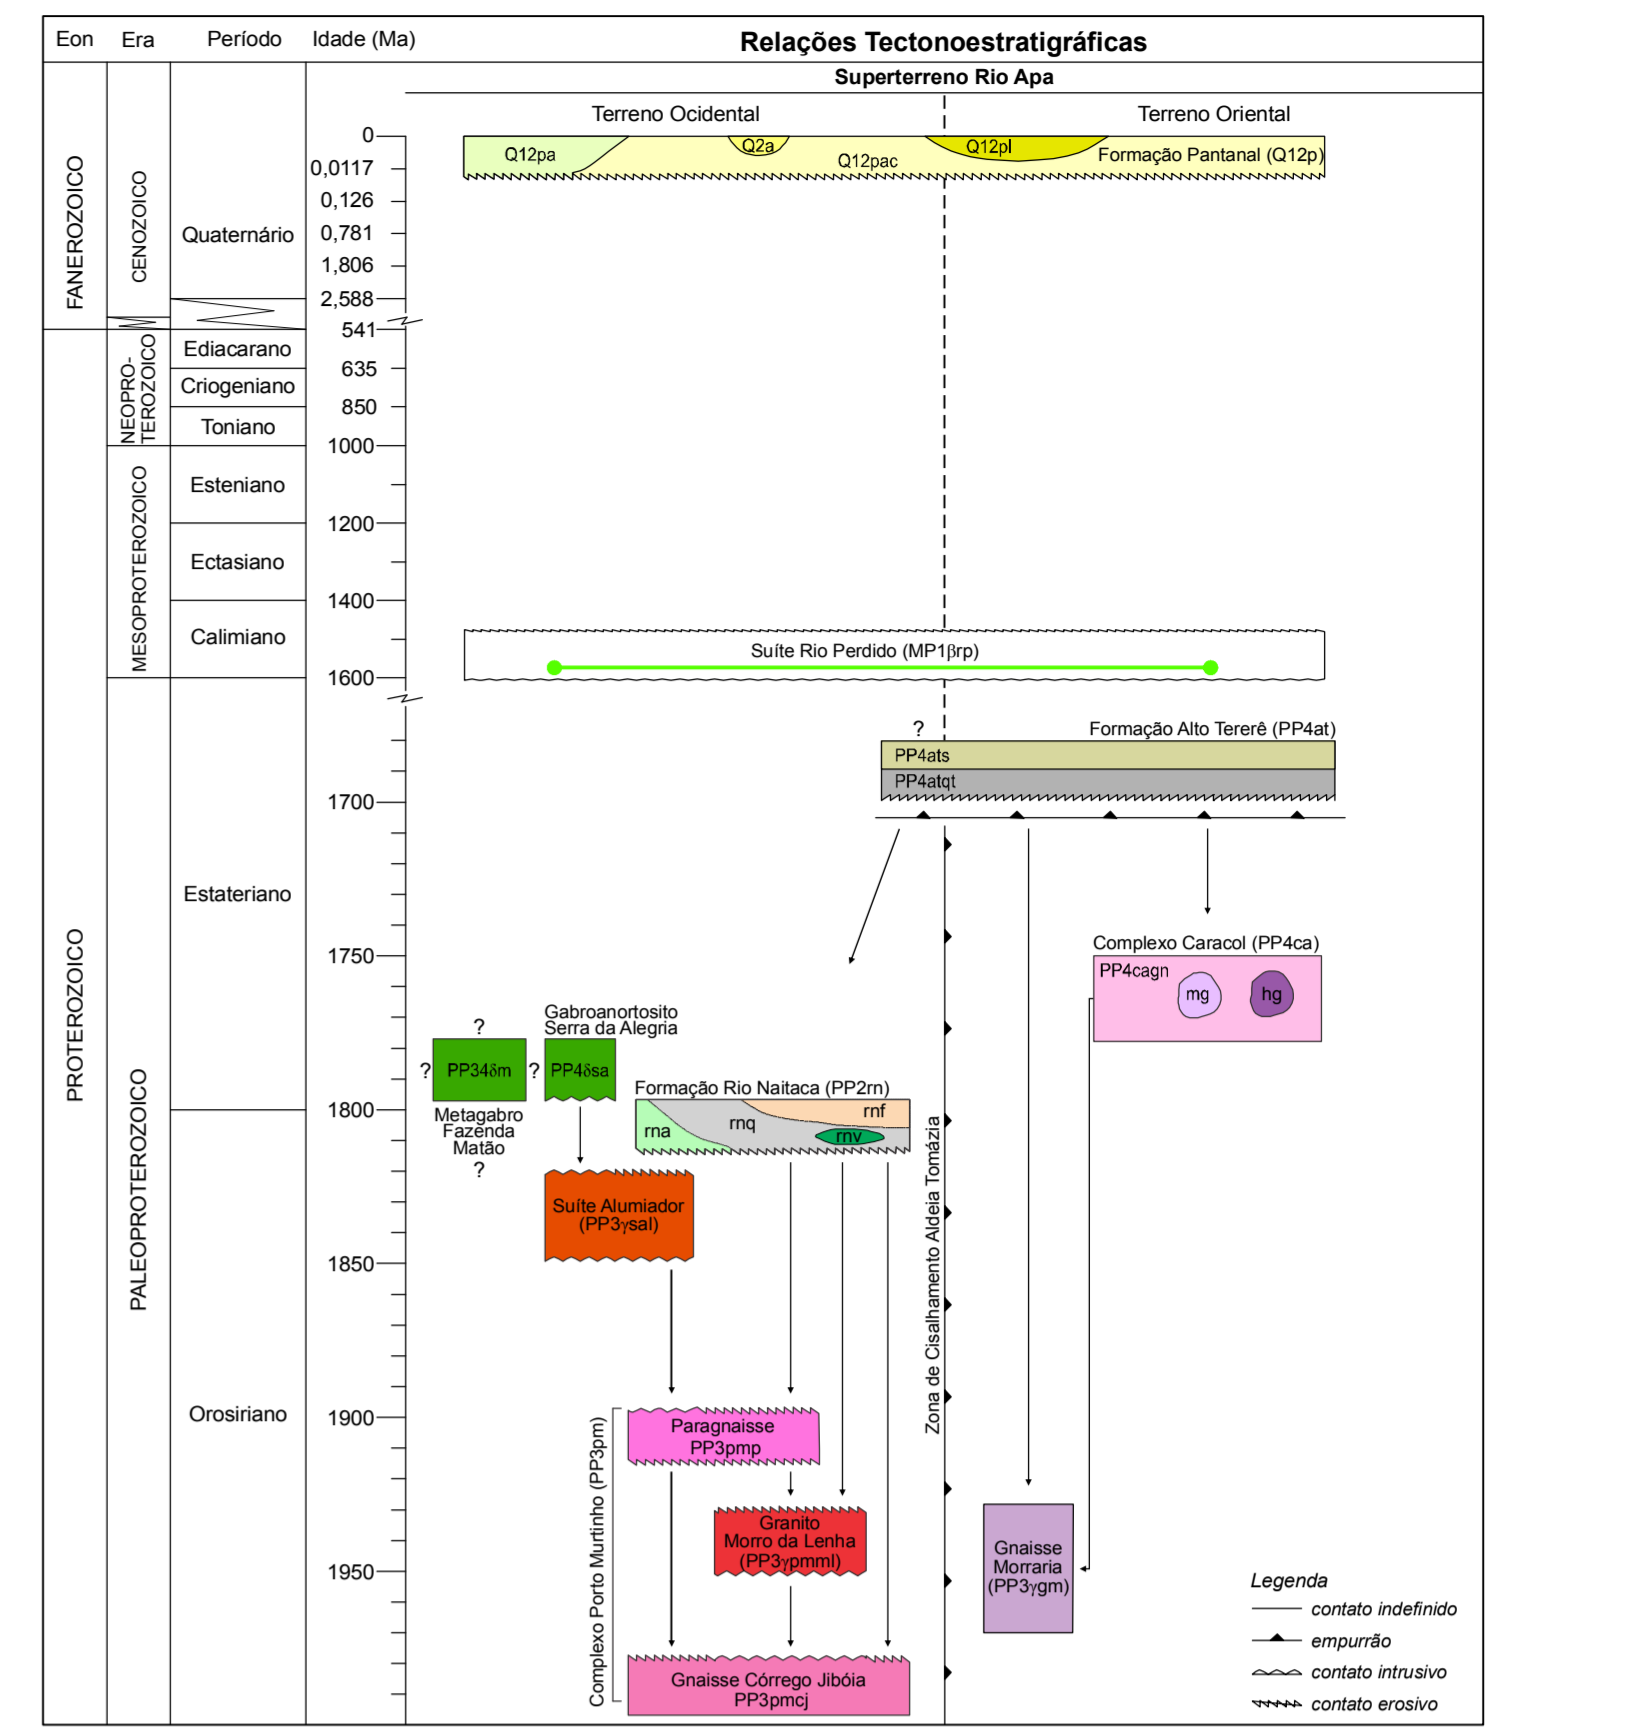 Eon
Era
Período
Idade (Ma)
Relações Tectonoestratigráficas
Superterreno Rio Apa
Terreno Ocidental
Terreno Oriental
FANEROZOICO
CENOZOICO
Quaternário
0
0,0117
0,126
0,781
1,806
2,588
541
Q12pa
Q2a
Q12pac
Q12pl
Formação Pantanal (Q12p)
PROTEROZOICO
NEOPRO-
TEROZOICO
Ediacarano
635
Criogeniano
850
Toniano
1000
MESOPROTEROZOICO
Esteniano
1200
Ectasiano
1400
Calimiano
1600
Suíte Rio Perdido (MP1βrp)
PALEOPROTEROZOICO
Estateriano
1700
1750
1800
Orosiriano
1850
1900
1950
?
Formação Alto Tererê (PP4at)
PP4ats
PP4atqt
Complexo Caracol (PP4ca)
PP4cagn
mg
hg
?
?
PP34δm
?
Metagabro
Fazenda
Matão
?
Gabroanortosito
Serra da Alegria
PP4δsa
Formação Rio Naitaca (PP2rn)
rna
rnq
rnf
rnv
Suíte Alumiador
(PP3γsal)
Zona de Cisalhamento Aldeia Tomázia
Complexo Porto Murtinho (PP3pm)
Paragnaisse
PP3pmp
Granito
Morro da Lenha
(PP3γpmml)
Gnaisse Córrego Jibóia
PP3pmcj
Gnaisse
Morraria
(PP3γgm)
Legenda
contato indefinido
empurrão
contato intrusivo
contato erosivo